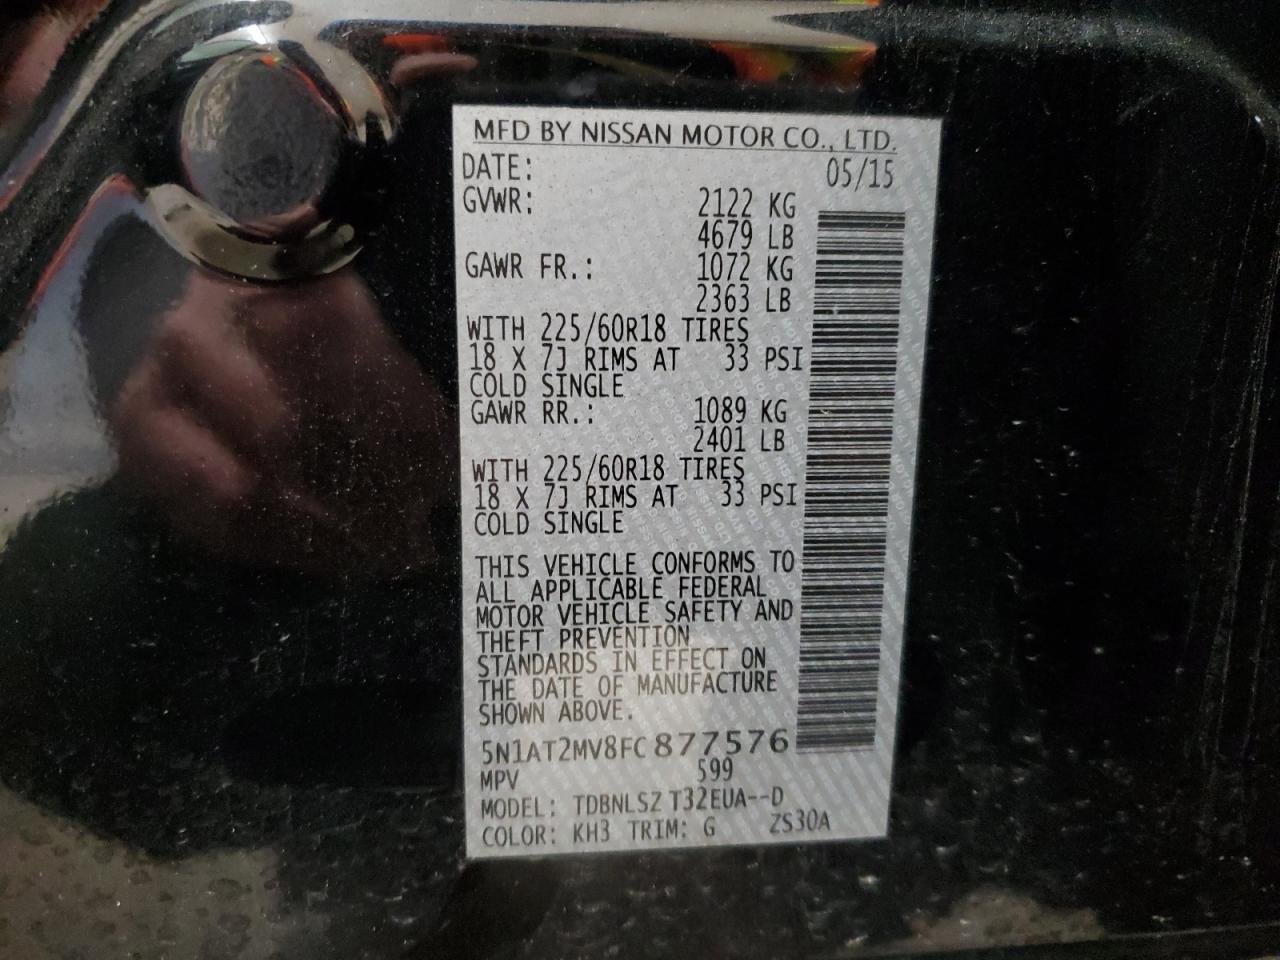 MFD BY NISSAN MOTOR CO., LTD.
DATE: 05/15
GVWR: 2122 KG
4679 LB
GAWR FR.: 1072 KG
2363 LB
WITH 225/60R18 TIRES
18 X 7J RIMS AT 33 PSI
COLD SINGLE
GAWR RR.: 1089 KG
2401 LB
WITH 225/60R18 TIRES
18 X 7J RIMS AT 33 PSI
COLD SINGLE
THIS VEHICLE CONFORMS TO
ALL APPLICABLE FEDERAL
MOTOR VEHICLE SAFETY AND
THEFT PREVENTION
STANDARDS IN EFFECT ON
THE DATE OF MANUFACTURE
SHOWN ABOVE.
5N1AT2MV8FC877576
MPV 599
MODEL: TDBNLSZ T32EUA--D
COLOR: KH3 TRIM: G ZS30A